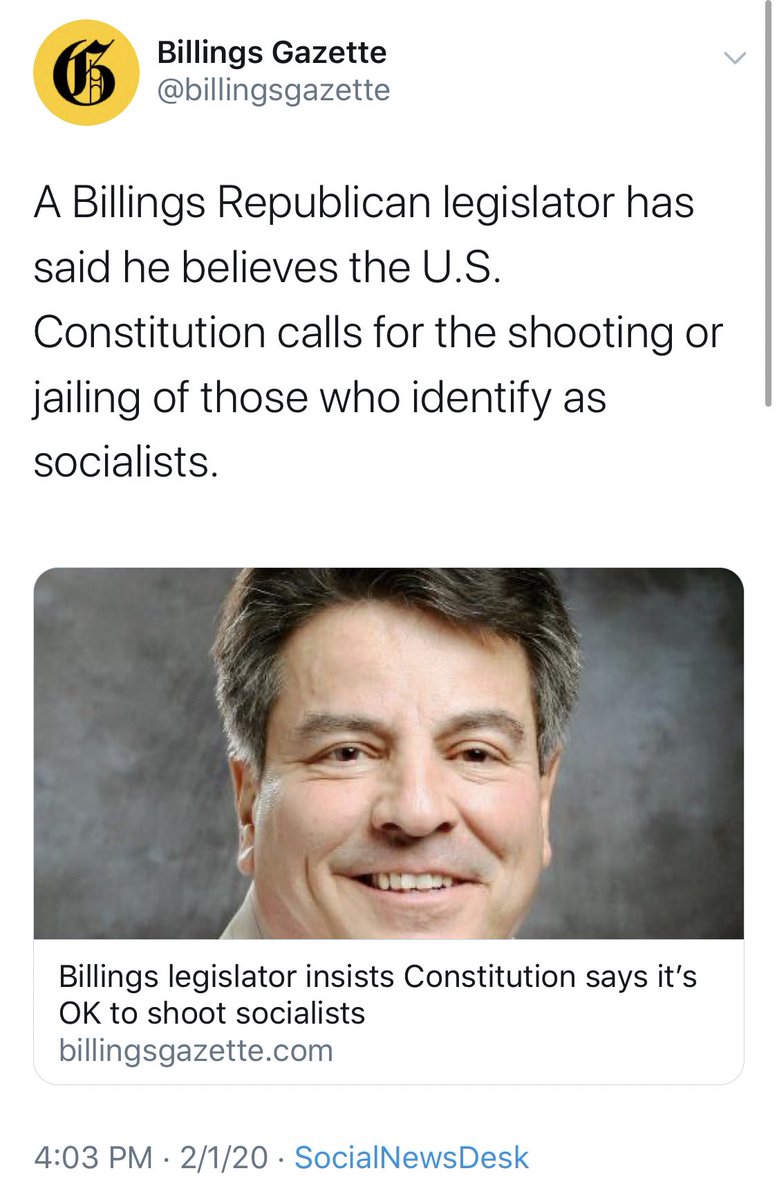 Billings Gazette
@billingsgazette
A Billings Republican legislator has
said he believes the U.S.
Constitution calls for the shooting or
jailing of those who identify as
socialists.
Billings legislator insists Constitution says it’s
OK to shoot socialists
billingsgazette.com
4:03 PM · 2/1/20 · SocialNewsDesk